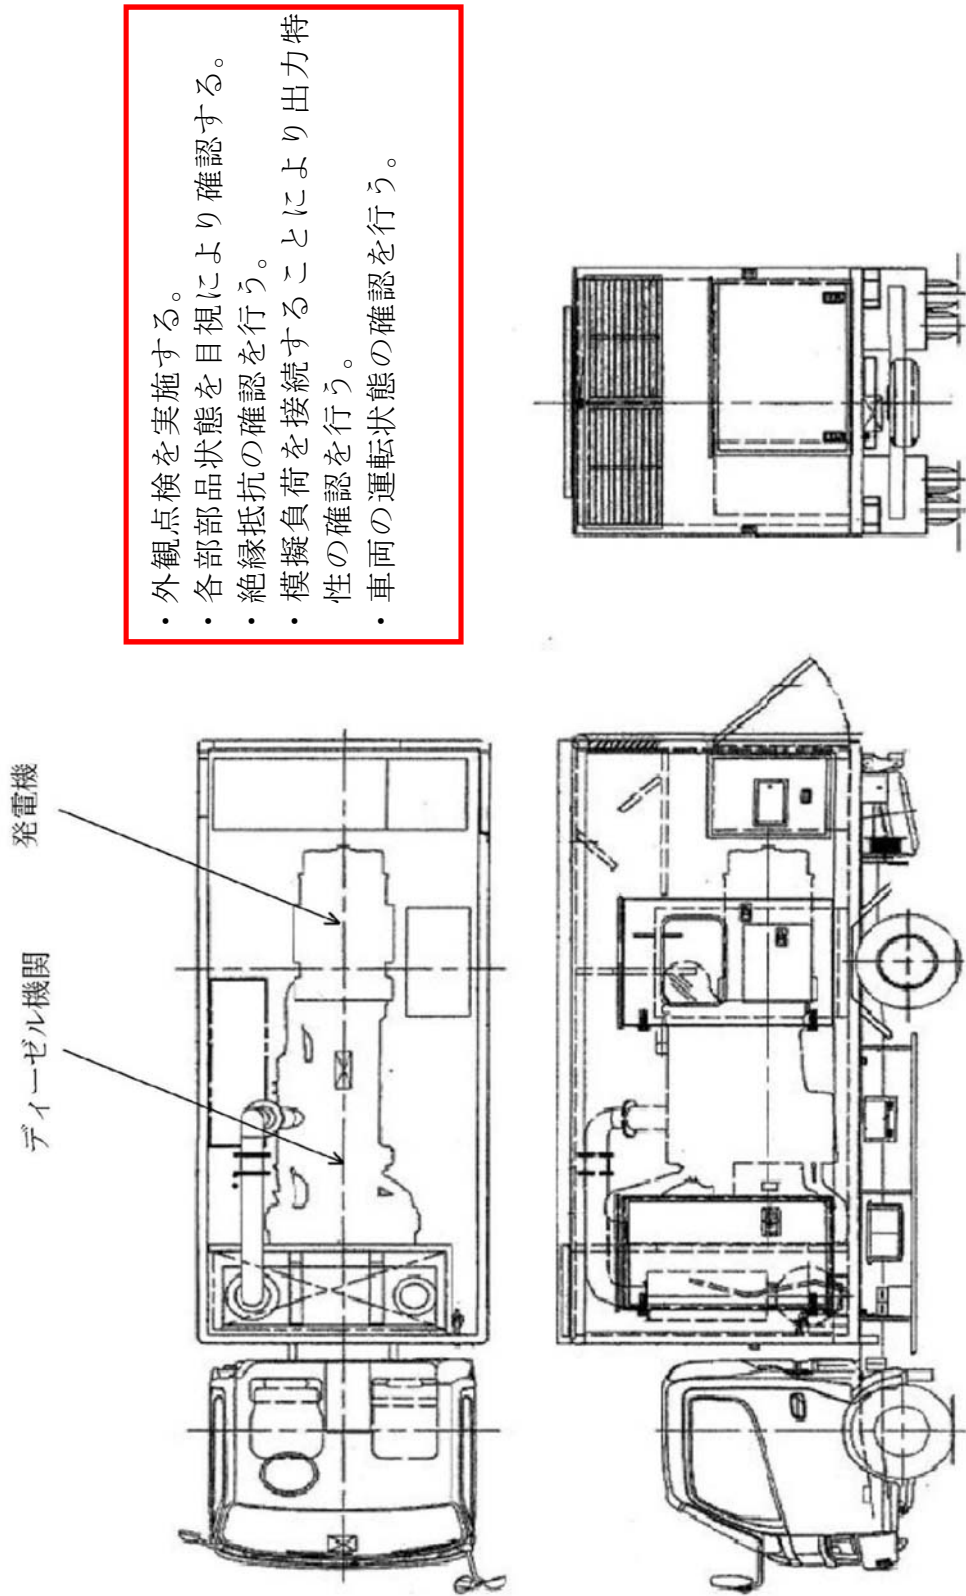 ・外観点検を実施する。
・各部部品状態を目視により確認する。
・絶縁抵抗の確認を行う。
・模擬負荷を接続することにより出力特
性の確認を行う。
・車両の運転状態の確認を行う。
ディーゼル機関
発電機